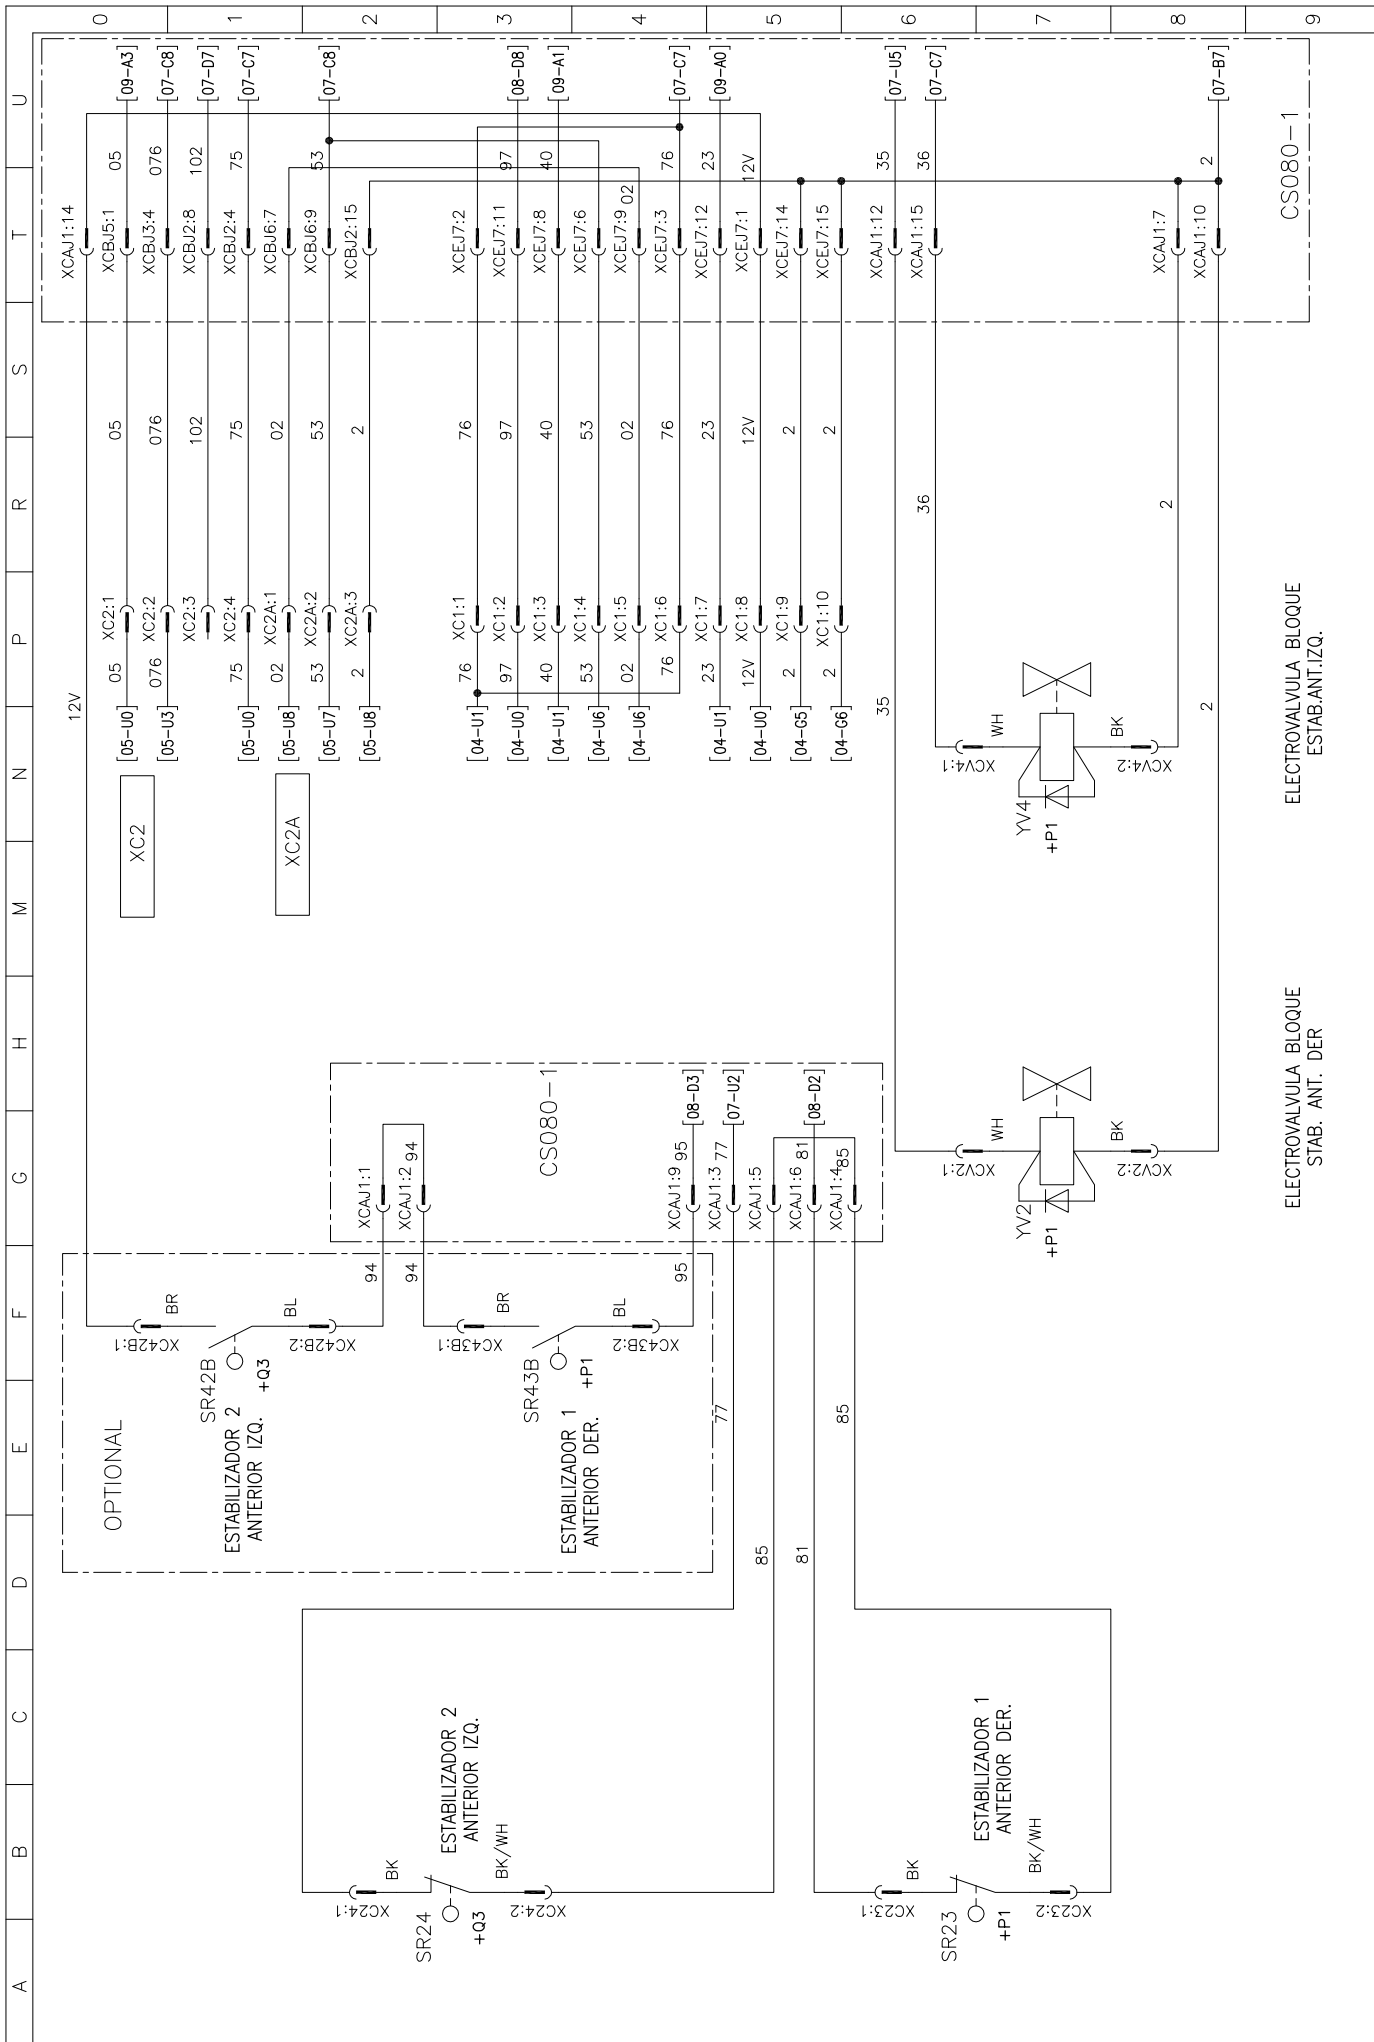 0
1
2
3
4
5
6
7
8
9
U
T
S
R
P
N
M
H
G
F
E
D
C
B
A
[09-A3]
[07-C8]
[07-D7]
[07-C7]
[07-C8]
[08-D8]
[09-A1]
[07-C7]
[09-A0]
[07-U5]
[07-C7]
[07-B7]
05
076
102
75
53
97
40
02
76
23
12V
35
36
2
CS080-1
XCAJ1:14
XCBJ5:1
XCBJ3:4
XCBJ2:8
XCBJ2:4
XCBJ6:7
XCBJ6:9
XCBJ2:15
XCEJ7:2
XCEJ7:11
XCEJ7:8
XCEJ7:6
XCEJ7:9
XCEJ7:3
XCEJ7:12
XCEJ7:1
XCEJ7:14
XCEJ7:15
XCAJ1:12
XCAJ1:15
XCAJ1:7
XCAJ1:10
05
076
102
75
02
53
2
76
97
40
53
02
76
23
12V
2
2
36
2
XC2:1
XC2:2
XC2:3
XC2:4
XC2A:1
XC2A:2
XC2A:3
XC1:1
XC1:2
XC1:3
XC1:4
XC1:5
XC1:6
XC1:7
XC1:8
XC1:9
XC1:10
12V
05
076
75
02
53
2
76
97
40
53
02
76
23
12V
2
2
35
2
[05-U0]
[05-U3]
[05-U0]
[05-U8]
[05-U7]
[05-U8]
[04-U1]
[04-U0]
[04-U1]
[04-U6]
[04-U6]
[04-U1]
[04-U0]
[04-G5]
[04-G6]
XC2
XC2A
XCV4:1
WH
BK
XCV4:2
YV4
+P1
ELECTROVALVULA BLOQUE
ESTAB.ANT.IZQ.
CS080-1
[08-D3]
[07-U2]
[08-D2]
94
95
77
81
85
XCAJ1:1
XCAJ1:2
XCAJ1:9
XCAJ1:3
XCAJ1:5
XCAJ1:6
XCAJ1:4
XCV2:1
WH
BK
XCV2:2
YV2
+P1
ELECTROVALVULA BLOQUE
STAB. ANT. DER
94
94
95
XC42B:1
BR
BL
XC42B:2
SR42B
+Q3
ESTABILIZADOR 2
ANTERIOR IZQ.
XC43B:1
BR
BL
XC43B:2
SR43B
+P1
ESTABILIZADOR 1
ANTERIOR DER.
OPTIONAL
77
85
85
81
XC24:1
BK
BK/WH
XC24:2
SR24
+Q3
ESTABILIZADOR 2
ANTERIOR IZQ.
XC23:1
BK
BK/WH
XC23:2
SR23
+P1
ESTABILIZADOR 1
ANTERIOR DER.